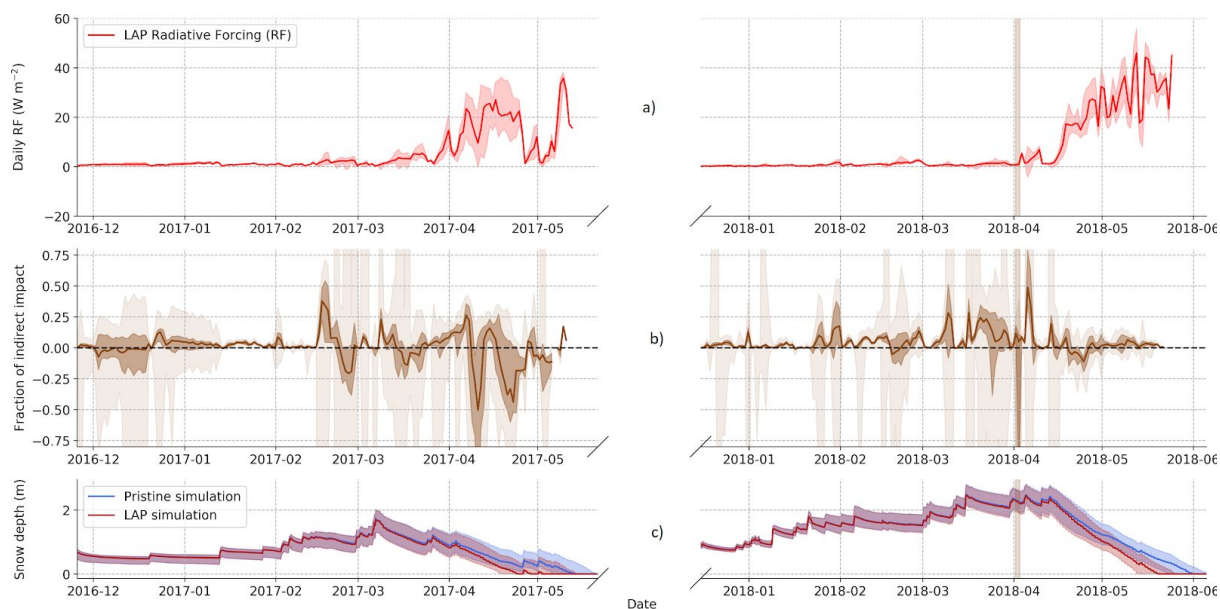 LAP Radiative Forcing (RF)
Daily RF (W m⁻²)
60
40
20
0
−20
2016-12 2017-01 2017-02 2017-03 2017-04 2017-05
a)
2018-01 2018-02 2018-03 2018-04 2018-05 2018-06
Fraction of indirect impact
0.75
0.50
0.25
0.00
−0.25
−0.50
−0.75
2016-12 2017-01 2017-02 2017-03 2017-04 2017-05
b)
2018-01 2018-02 2018-03 2018-04 2018-05 2018-06
Snow depth (m)
2
0
Pristine simulation
LAP simulation
2016-12 2017-01 2017-02 2017-03 2017-04 2017-05
c)
2018-01 2018-02 2018-03 2018-04 2018-05 2018-06
Date